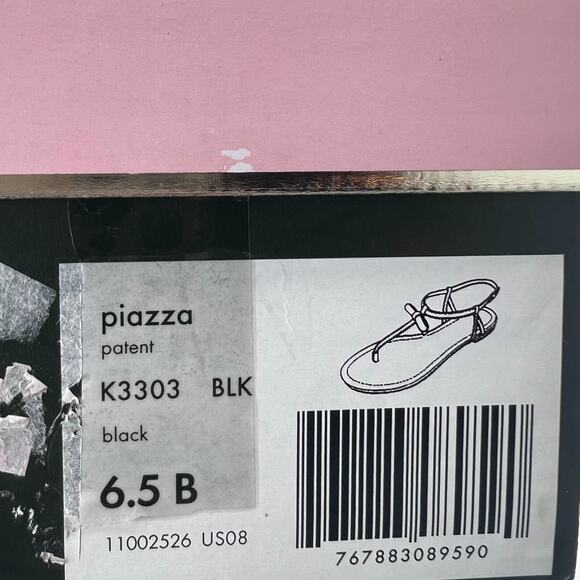 piazza
patent
K3303 BLK
black
6.5 B
11002526 US08
767883089590